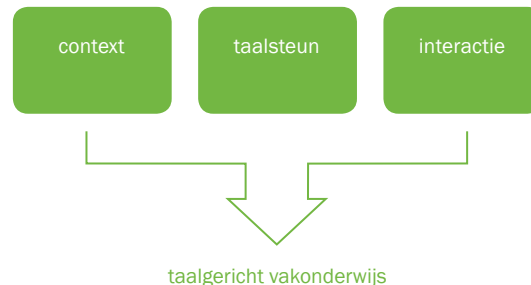 context
taalsteun
interactie
taalgericht vakonderwijs